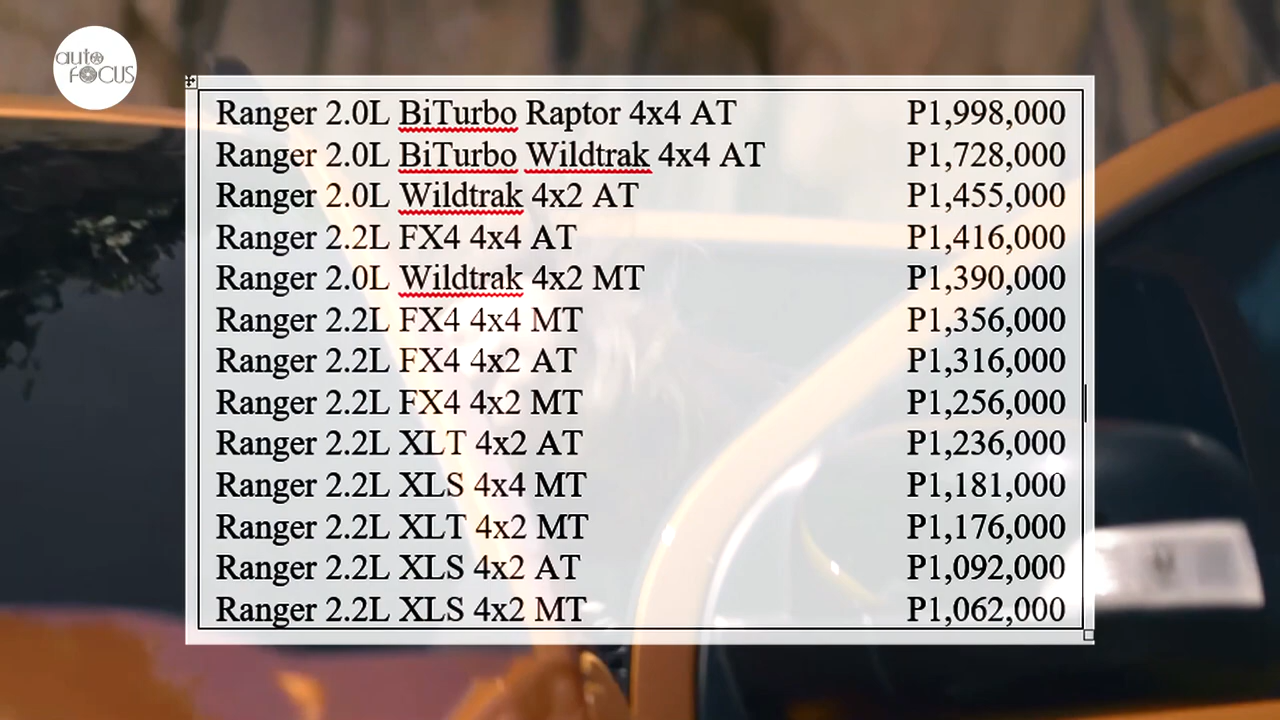 auto
FOCUS
Ranger 2.0L BiTurbo Raptor 4x4 AT P1,998,000
Ranger 2.0L BiTurbo Wildtrak 4x4 AT P1,728,000
Ranger 2.0L Wildtrak 4x2 AT P1,455,000
Ranger 2.2L FX4 4x4 AT P1,416,000
Ranger 2.0L Wildtrak 4x2 MT P1,390,000
Ranger 2.2L FX4 4x4 MT P1,356,000
Ranger 2.2L FX4 4x2 AT P1,316,000
Ranger 2.2L FX4 4x2 MT P1,256,000
Ranger 2.2L XLT 4x2 AT P1,236,000
Ranger 2.2L XLS 4x4 MT P1,181,000
Ranger 2.2L XLT 4x2 MT P1,176,000
Ranger 2.2L XLS 4x2 AT P1,092,000
Ranger 2.2L XLS 4x2 MT P1,062,000